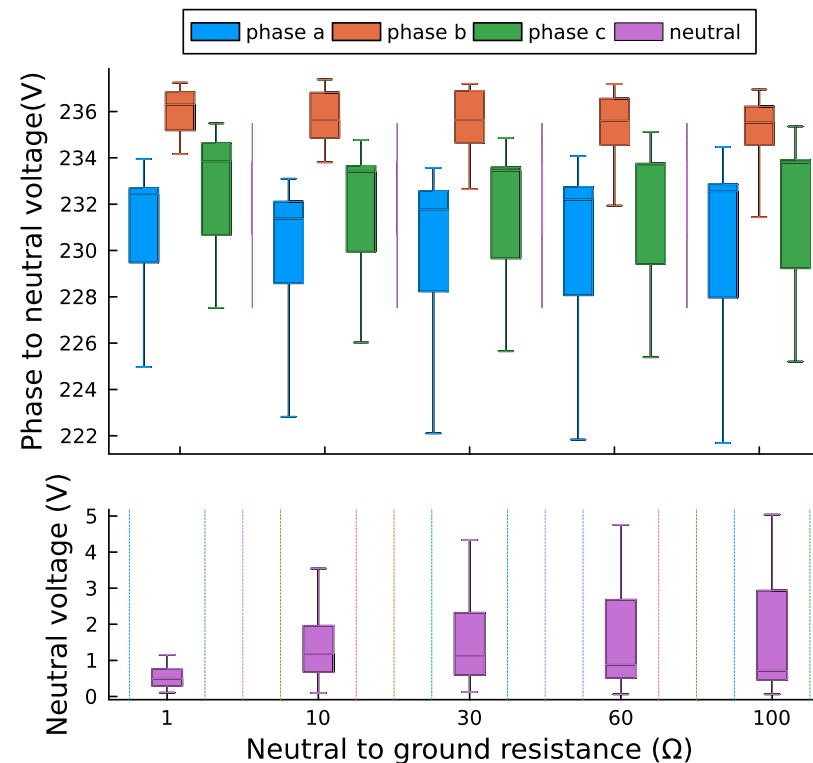 phase a phase b phase c neutral
Phase to neutral voltage(V)
236
234
232
230
228
226
224
222
Neutral voltage (V)
5
4
3
2
1
0
1 10 30 60 100
Neutral to ground resistance (Ω)